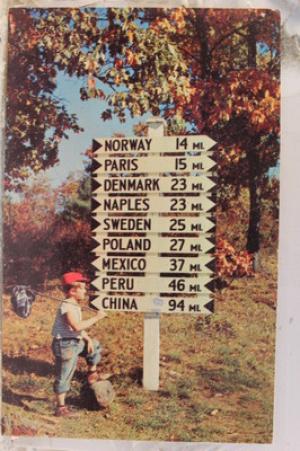 NORWAY 14 MI.
PARIS 15 MI.
DENMARK 23 MI.
NAPLES 23 MI.
SWEDEN 25 MI.
POLAND 27 MI.
MEXICO 37 MI.
PERU 46 MI.
CHINA 94 MI.